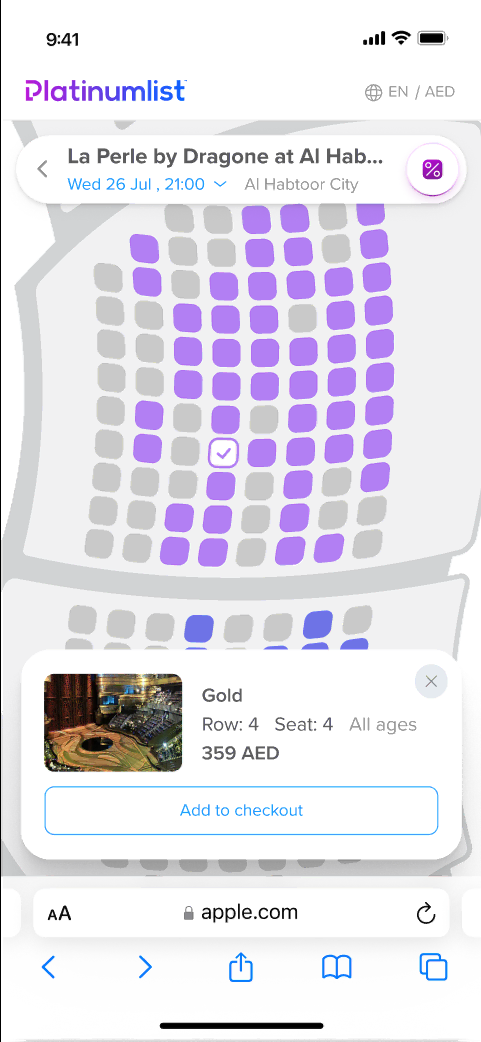 9:41
Platinumlist
EN / AED
La Perle by Dragone at Al Hab...
Wed 26 Jul , 21:00
Al Habtoor City
Gold
Row: 4 Seat: 4 All ages
359 AED
Add to checkout
AA
apple.com